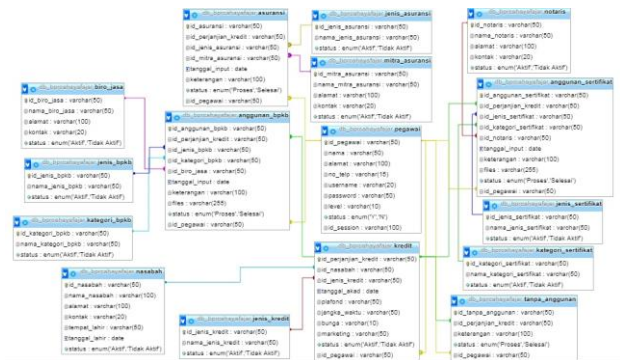 asuransi
id_asuransi : varchar(50)
id_perjanjian_kredit : varchar(50)
id_jenis_asuransi : varchar(50)
id_mitra_asuransi : varchar(50)
tanggal_input : date
keterangan : varchar(100)
status : enum('Proses','Selesai')
id_pegawai : varchar(50)
jenis_asuransi
id_jenis_asuransi : varchar(50)
nama_jenis_asuransi : varchar(50)
status : enum('Aktif','Tidak Aktif')
mitra_asuransi
id_mitra_asuransi : varchar(50)
nama_mitra_asuransi : varchar(50)
alamat : varchar(100)
kontak : varchar(20)
status : enum('Aktif','Tidak Aktif')
notaris
id_notaris : varchar(50)
nama_notaris : varchar(50)
alamat : varchar(100)
kontak : varchar(20)
status : enum('Aktif','Tidak Aktif')
biro_jasa
id_biro_jasa : varchar(50)
nama_biro_jasa : varchar(50)
alamat : varchar(100)
kontak : varchar(20)
status : enum('Aktif','Tidak Aktif')
anggunan_bpkb
id_anggunan_bpkb : varchar(50)
id_perjanjian_kredit : varchar(50)
id_jenis_bpkb : varchar(50)
id_kategori_bpkb : varchar(50)
id_biro_jasa : varchar(50)
tanggal_input : date
keterangan : varchar(100)
files : varchar(255)
status : enum('Proses','Selesai')
id_pegawai : varchar(50)
pegawai
id_pegawai : varchar(50)
nama : varchar(50)
alamat : varchar(100)
no_telp : varchar(15)
username : varchar(20)
password : varchar(50)
level : varchar(10)
status : enum('Y','N')
id_session : varchar(100)
anggunan_sertifikat
id_anggunan_sertifikat : varchar(50)
id_perjanjian_kredit : varchar(50)
id_jenis_sertifikat : varchar(50)
id_kategori_sertifikat : varchar(50)
id_notaris : varchar(50)
tanggal_input : date
keterangan : varchar(100)
files : varchar(255)
status : enum('Proses','Selesai')
id_pegawai : varchar(50)
jenis_bpkb
id_jenis_bpkb : varchar(50)
nama_jenis_bpkb : varchar(50)
status : enum('Aktif','Tidak Aktif')
jenis_sertifikat
id_jenis_sertifikat : varchar(50)
nama_jenis_sertifikat : varchar(50)
status : enum('Aktif','Tidak Aktif')
kategori_bpkb
id_kategori_bpkb : varchar(50)
nama_kategori_bpkb : varchar(50)
status : enum('Aktif','Tidak Aktif')
kredit
id_perjanjian_kredit : varchar(50)
id_nasabah : varchar(50)
id_jenis_kredit : varchar(50)
tanggal_akad : date
plafond : varchar(50)
jangka_waktu : varchar(50)
bunga : varchar(10)
marketing : varchar(50)
status : enum('Aktif','Tidak Aktif')
id_pegawai : varchar(50)
kategori_sertifikat
id_kategori_sertifikat : varchar(50)
nama_kategori_sertifikat : varchar(50)
status : enum('Aktif','Tidak Aktif')
nasabah
id_nasabah : varchar(50)
nama_nasabah : varchar(100)
alamat : varchar(100)
kontak : varchar(20)
tempat_lahir : varchar(50)
tanggal_lahir : date
status : enum('Aktif','Tidak Aktif')
jenis_kredit
id_jenis_kredit : varchar(50)
nama_jenis_kredit : varchar(50)
status : enum('Aktif','Tidak Aktif')
tanpa_anggunan
id_tanpa_anggunan : varchar(50)
id_perjanjian_kredit : varchar(50)
keterangan : varchar(100)
status : enum('Proses','Selesai')
id_pegawai : varchar(50)